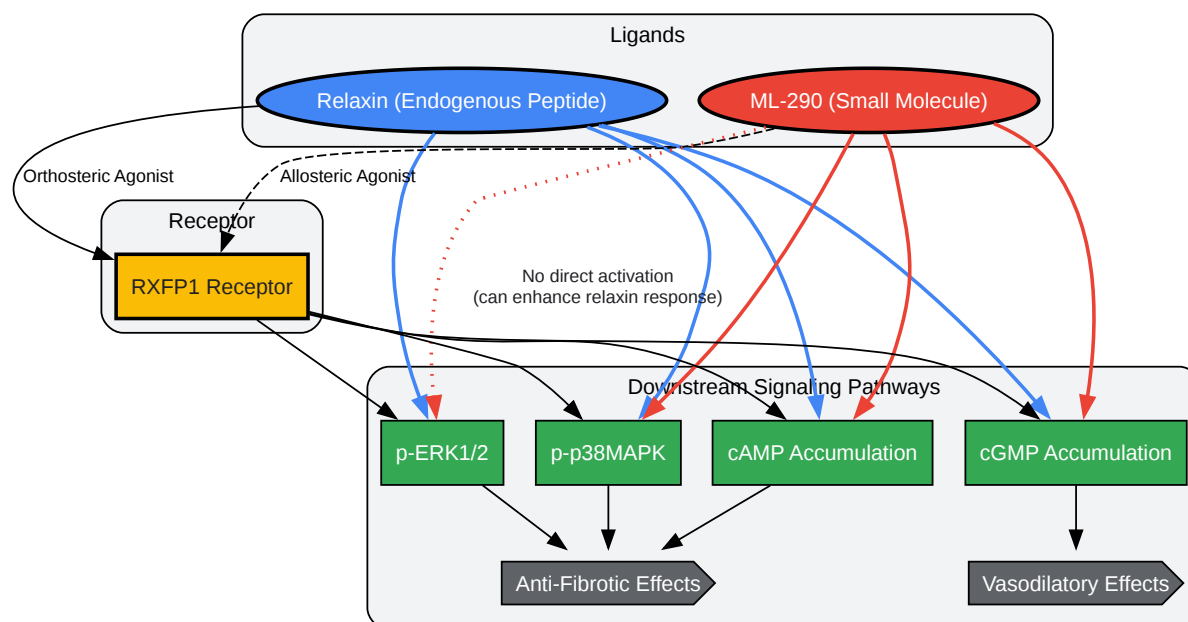 Ligands
Relaxin (Endogenous Peptide)
ML-290 (Small Molecule)
Orthosteric Agonist
Allosteric Agonist
Receptor
RXFP1 Receptor
No direct activation
(can enhance relaxin response)
Downstream Signaling Pathways
p-ERK1/2
p-p38MAPK
cAMP Accumulation
cGMP Accumulation
Anti-Fibrotic Effects
Vasodilatory Effects